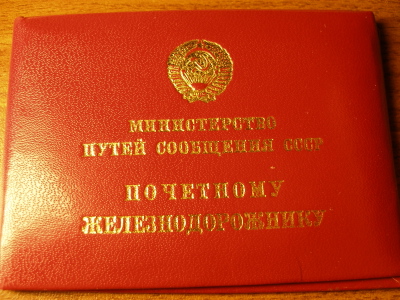 МИНИСТЕРСТВО
ПУТЕЙ СООБЩЕНИЯ СССР
ПОЧЕТНОМУ
ЖЕЛЕЗНОДОРОЖНИКУ